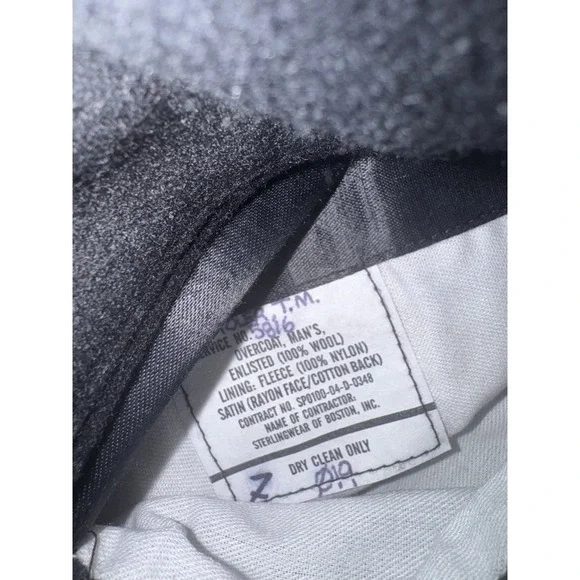 T.M.
SERVICE NO. 5816
OVERCOAT, MAN'S,
ENLISTED (100% WOOL)
LINING: FLEECE (100% NYLON)
SATIN (RAYON FACE/COTTON BACK)
CONTRACT NO. SP0100-04-D-0348
NAME OF CONTRACTOR:
STERLINGWEAR OF BOSTON, INC.
DRY CLEAN ONLY
Z